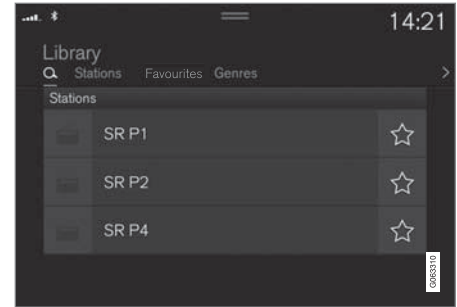 14:21
Library
Stations Favourites Genres
Stations
SR P1
SR P2
SR P4
G063310